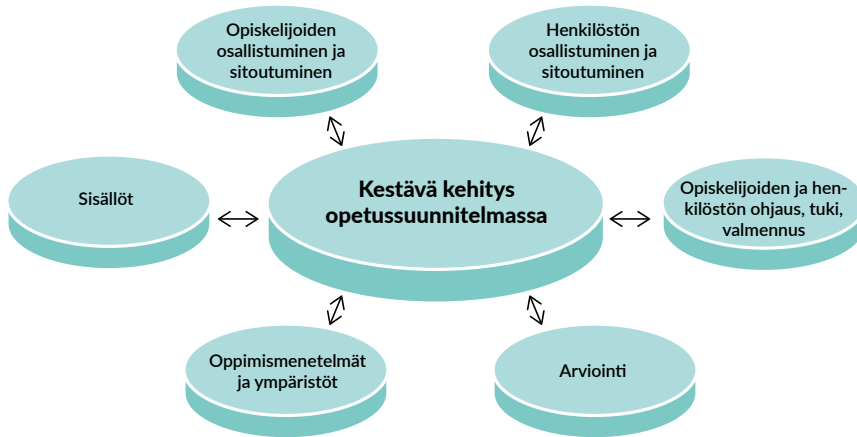 Opiskelijoiden
osallistuminen ja
sitoutuminen
Henkilöstön
osallistuminen ja
sitoutuminen
Sisällöt
Kestävä kehitys
opetussuunnitelmassa
Opiskelijoiden ja hen-
kilöstön ohjaus, tuki,
valmennus
Oppimismenetelmät
ja ympäristöt
Arviointi